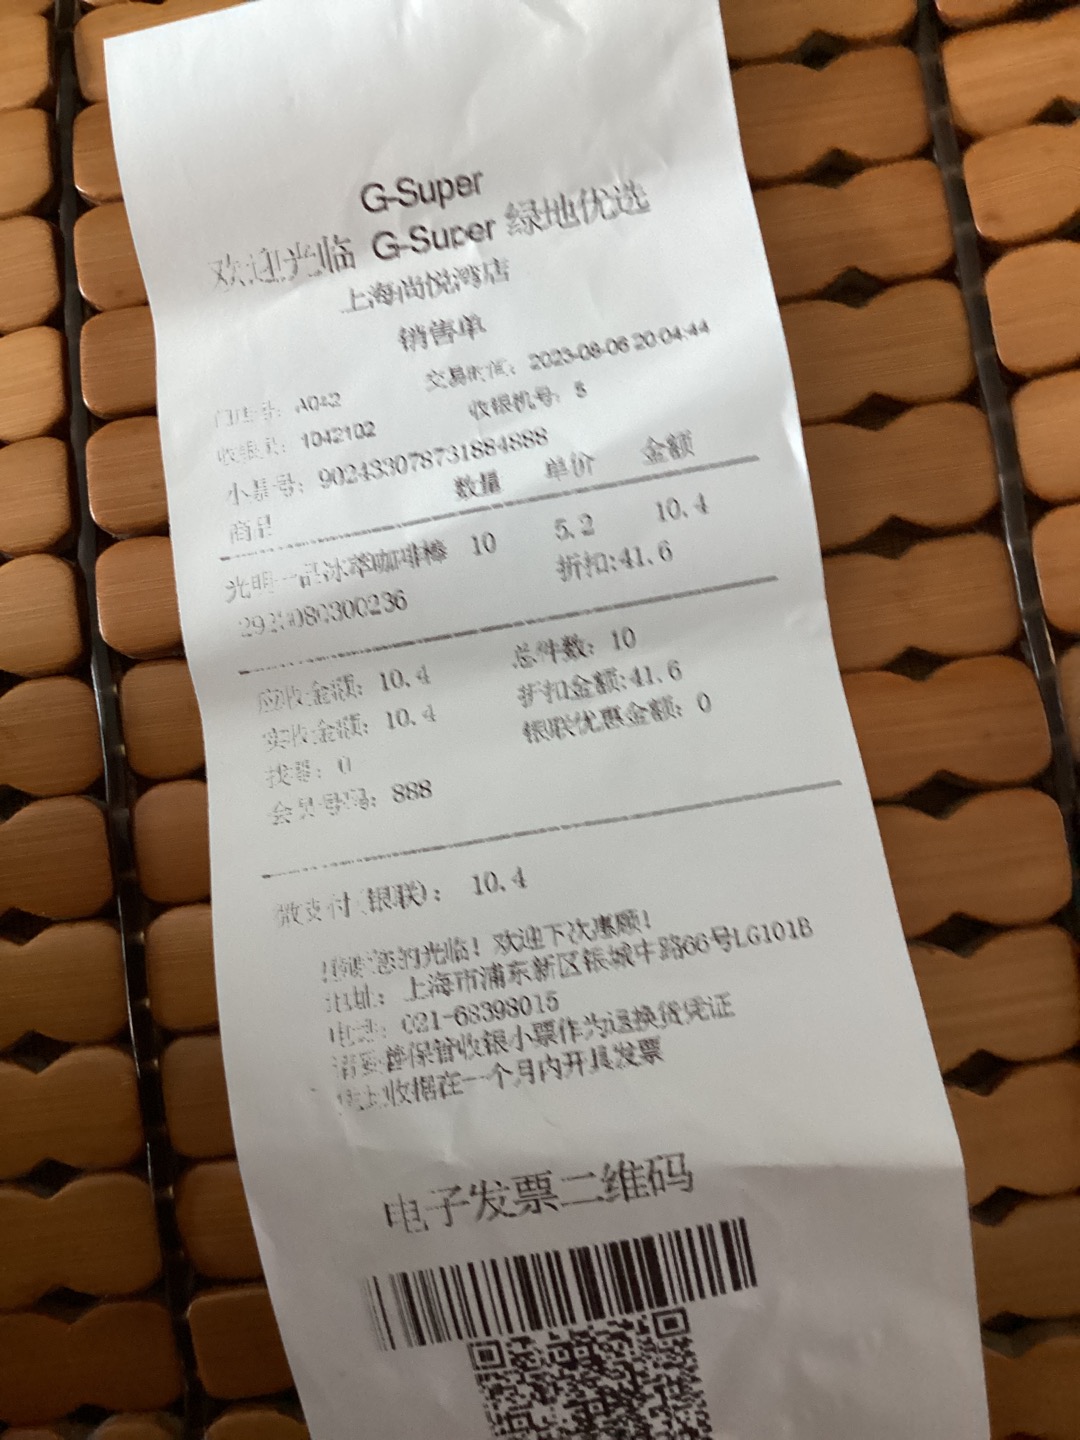 G-Super
欢迎光临 G-Super 绿地优选
上海尚悦湾店
销售单
门店号: A042 交易时间: 2023-08-06 20:04:44
收银员: 1042102 收银机号: 5
小票号: 902433078731884888
商品 数量 单价 金额
光明一品冰萃咖啡棒 10 5.2 10.4
折扣:41.6
应收金额: 10.4 总件数: 10
实收金额: 10.4 折扣金额:41.6
找零: 0 银联优惠金额: 0
会员号码: 888
微支付(银联): 10.4
谢谢您的光临! 欢迎下次惠顾!
地址: 上海市浦东新区银城中路66号LG101B
电话: 021-68398015
请妥善保管收银小票作为退换货凭证
凭此收据在一个月内开具发票
电子发票二维码